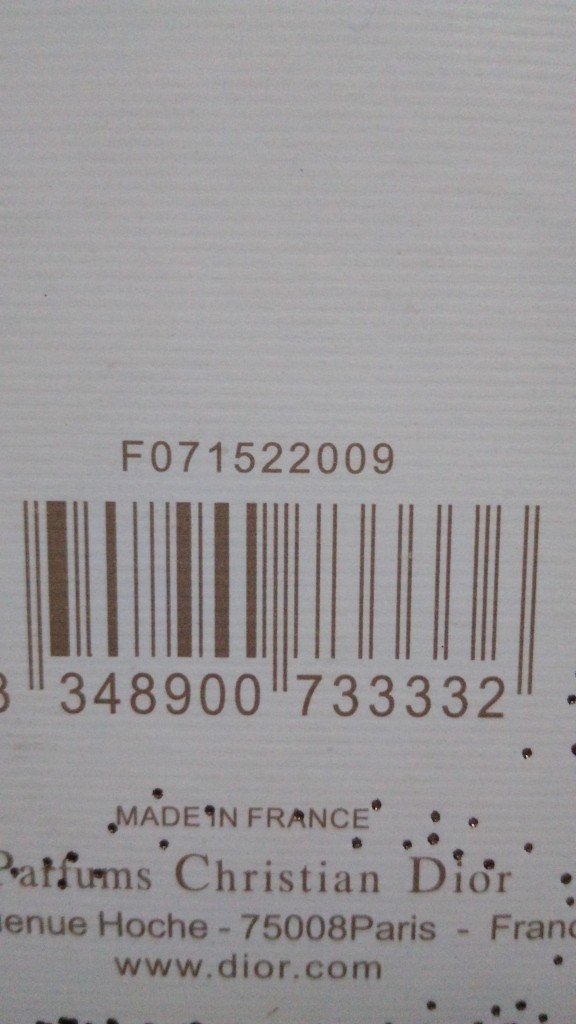 F071522009
3 348900 733332
MADE IN FRANCE
Parfums Christian Dior
Hoche - 75008Paris -
www.dior.com